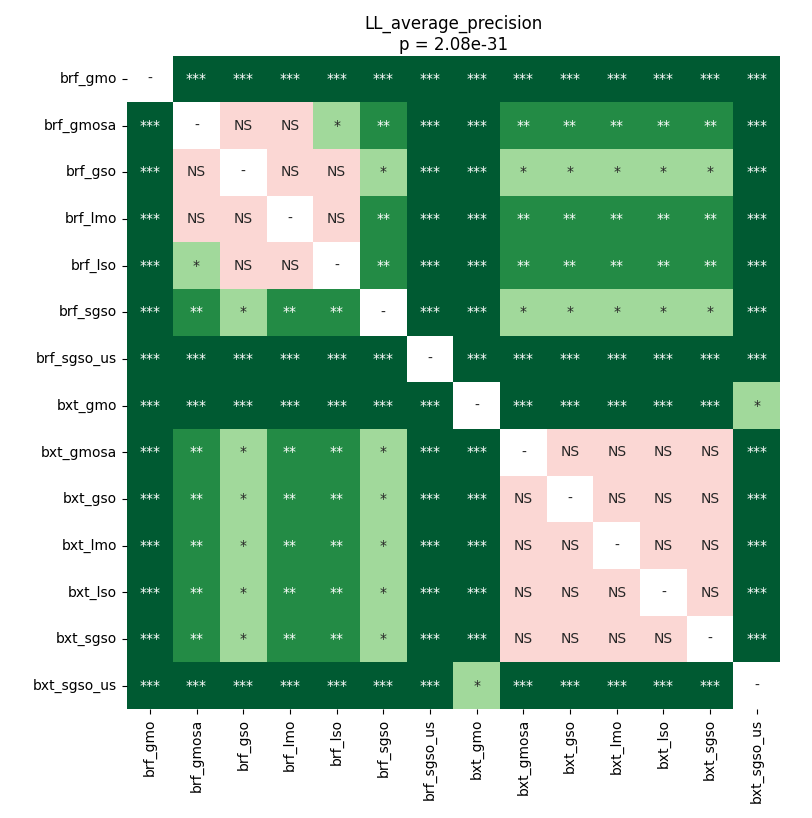 LL_average_precision
p = 2.08e-31
brf_gmo - *** *** *** *** *** *** *** *** *** *** *** *** ***
brf_gmosa *** - NS NS * ** *** *** ** ** ** ** ** ***
brf_gso *** NS - NS NS * *** *** * * * * * ***
brf_lmo *** NS NS - NS ** *** *** ** ** ** ** ** ***
brf_lso *** * NS NS - ** *** *** ** ** ** ** ** ***
brf_sgso *** ** * ** ** - *** *** * * * * * ***
brf_sgso_us *** *** *** *** *** *** - *** *** *** *** *** *** ***
bxt_gmo *** *** *** *** *** *** *** - *** *** *** *** *** *
bxt_gmosa *** ** * ** ** * *** *** - NS NS NS NS ***
bxt_gso *** ** * ** ** * *** *** NS - NS NS NS ***
bxt_lmo *** ** * ** ** * *** *** NS NS - NS NS ***
bxt_lso *** ** * ** ** * *** *** NS NS NS - NS ***
bxt_sgso *** ** * ** ** * *** *** NS NS NS NS - ***
bxt_sgso_us *** *** *** *** *** *** *** * *** *** *** *** *** -
brf_gmo
brf_gmosa
brf_gso
brf_lmo
brf_lso
brf_sgso
brf_sgso_us
bxt_gmo
bxt_gmosa
bxt_gso
bxt_lmo
bxt_lso
bxt_sgso
bxt_sgso_us